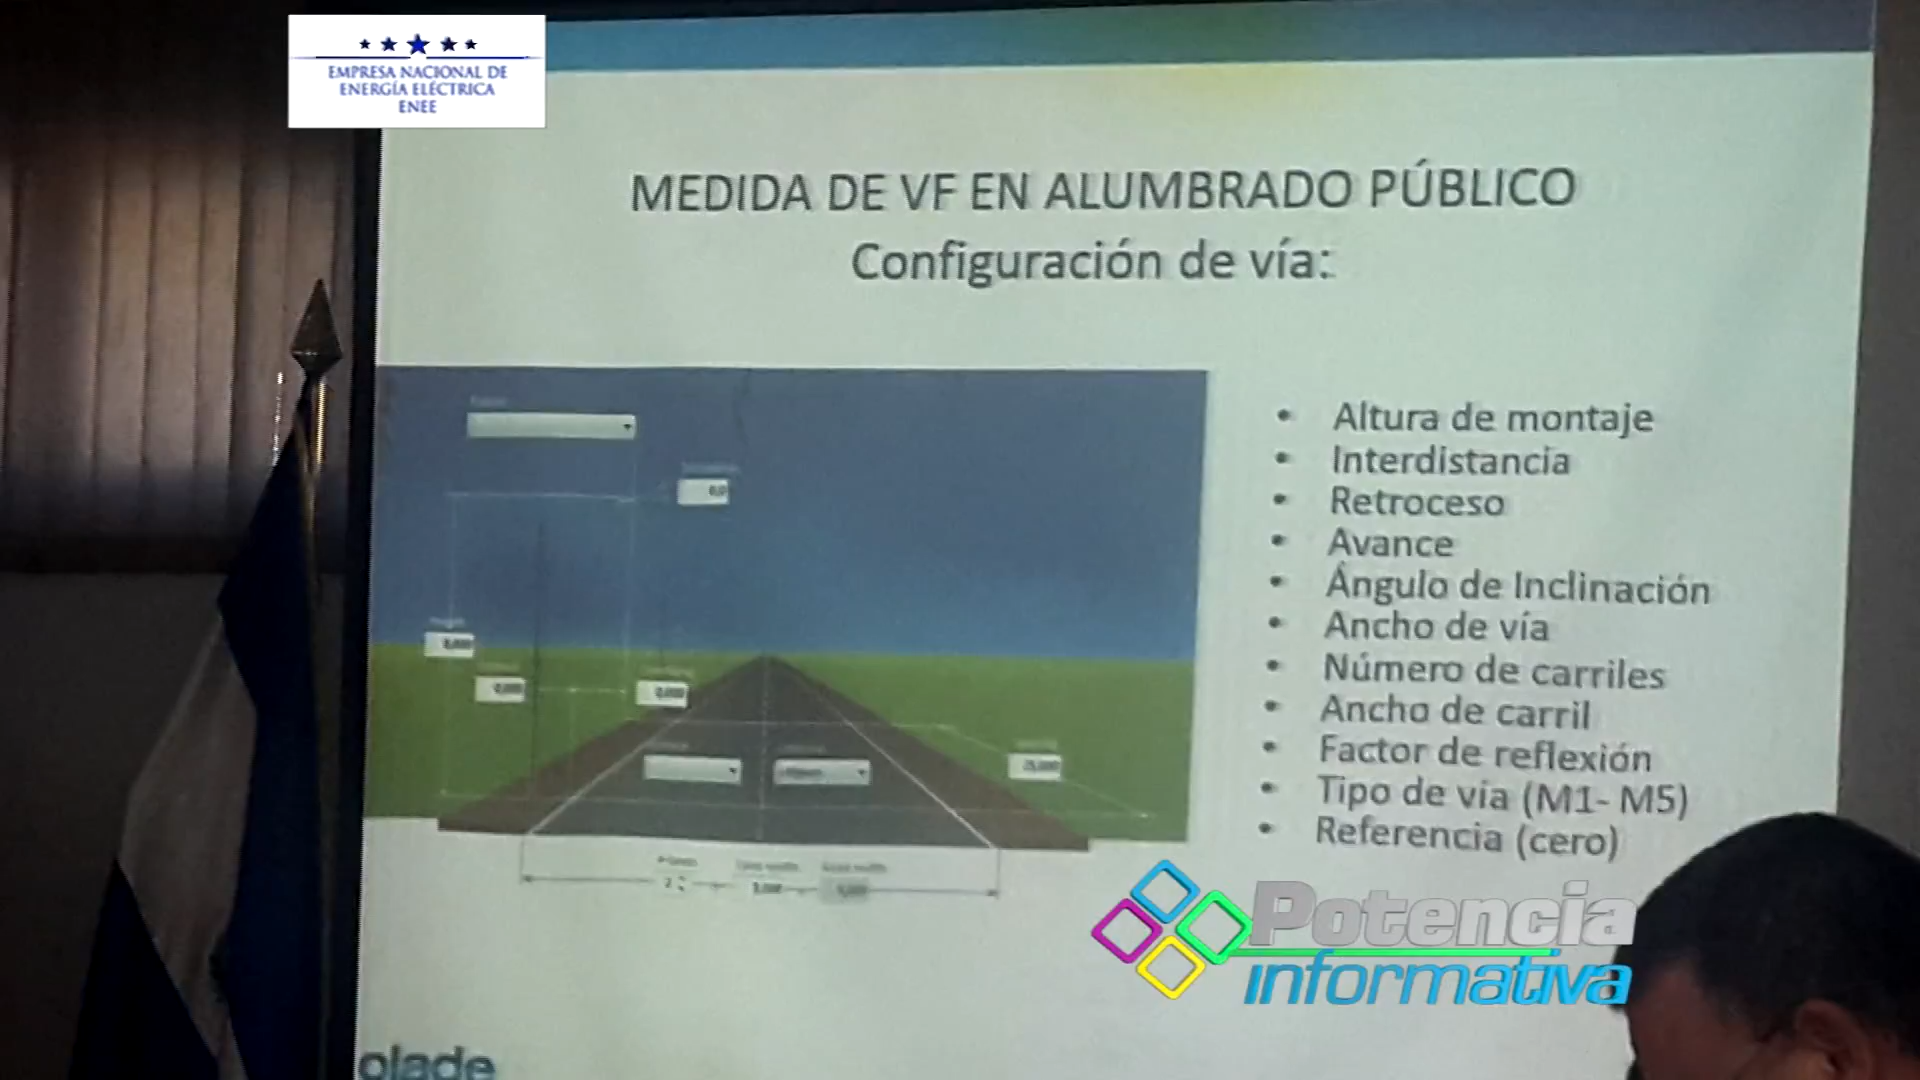 EMPRESA NACIONAL DE
ENERGÍA ELÉCTRICA
ENEE
MEDIDA DE VF EN ALUMBRADO PÚBLICO
Configuración de vía:
• Altura de montaje
• Interdistancia
• Retroceso
• Avance
• Ángulo de Inclinación
• Ancho de vía
• Número de carriles
• Ancho de carril
• Factor de reflexión
• Tipo de vía (M1- M5)
• Referencia (cero)
Potencia
informativa
olade